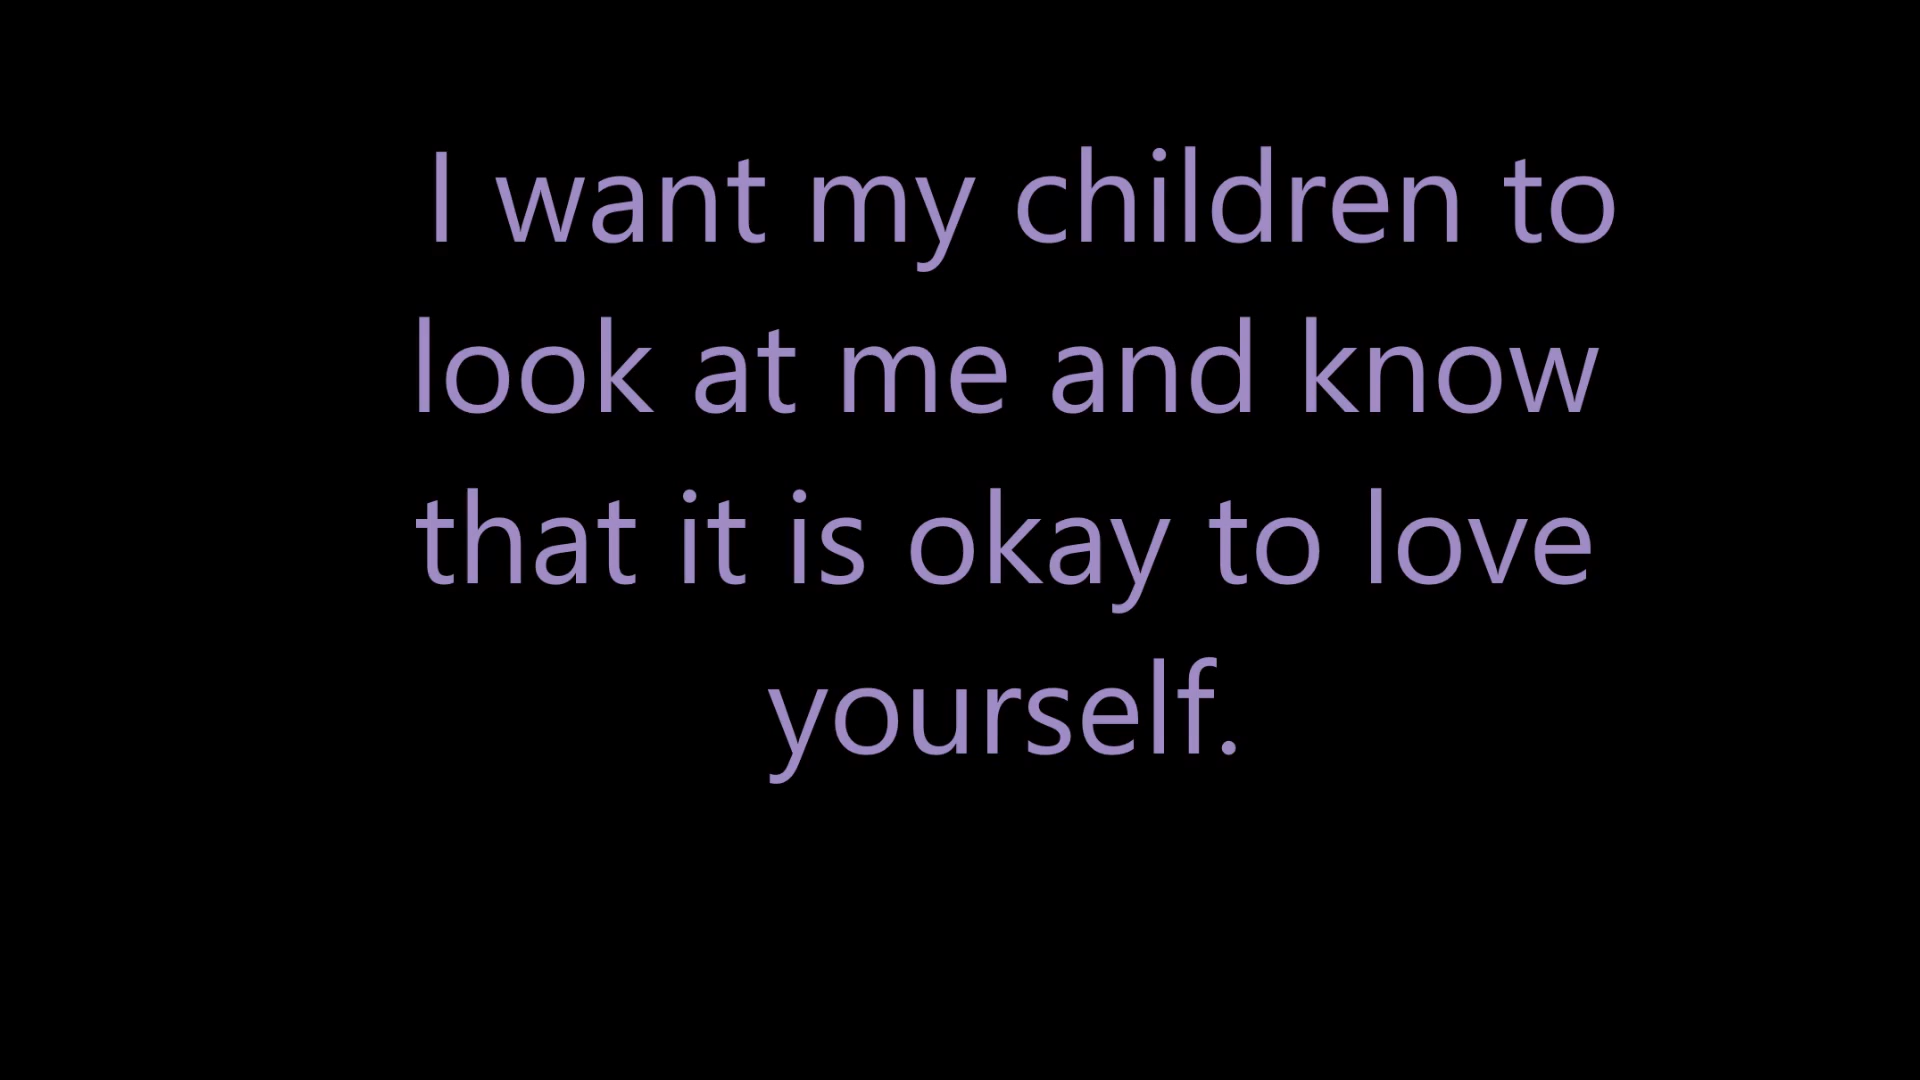 I want my children to
look at me and know
that it is okay to love
yourself.